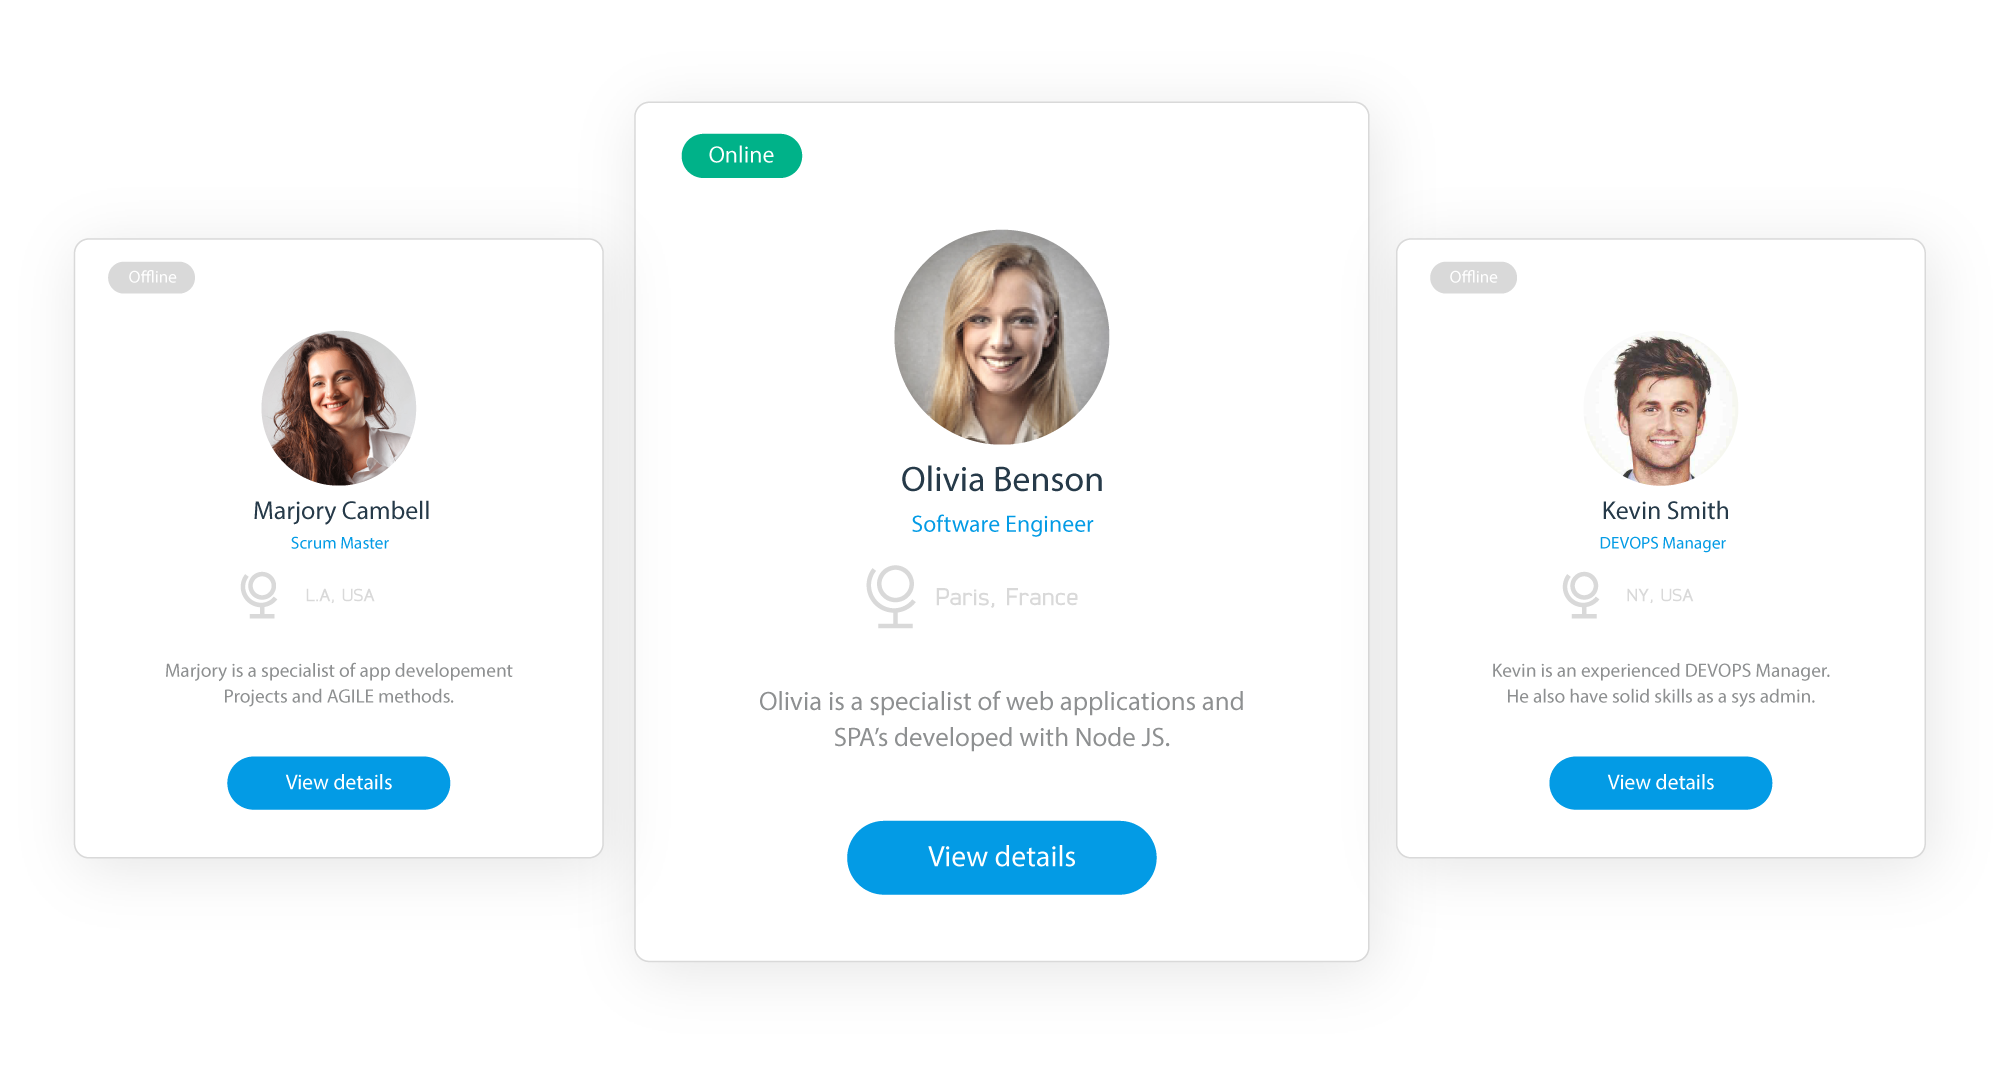 Offline
Marjory Cambell
Scrum Master
L.A, USA
Marjory is a specialist of app developement
Projects and AGILE methods.
View details
Online
Olivia Benson
Software Engineer
Paris, France
Olivia is a specialist of web applications and
SPA’s developed with Node JS.
View details
Offline
Kevin Smith
DEVOPS Manager
NY, USA
Kevin is an experienced DEVOPS Manager.
He also have solid skills as a sys admin.
View details